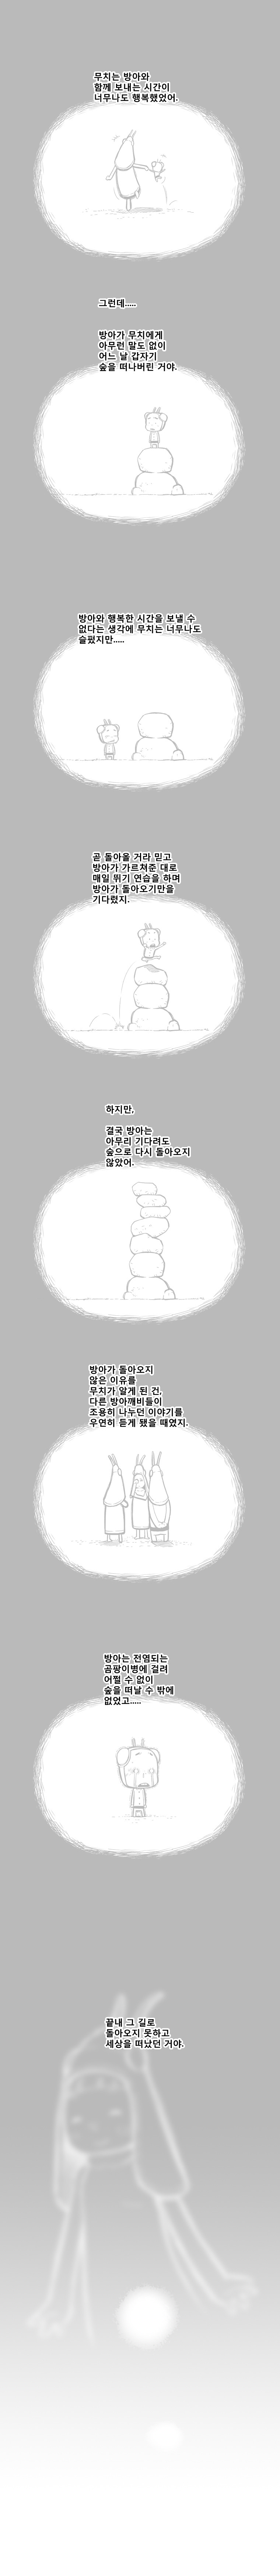 무치는 방아와
함께 보내는 시간이
너무나도 행복했었어.
그런데.....
방아가 무치에게
아무런 말도 없이
어느 날 갑자기
숲을 떠나버린 거야.
방아와 행복한 시간을 보낼 수
없다는 생각에 무치는 너무나도
슬펐지만.....
곧 돌아올 거라 믿고
방아가 가르쳐준 대로
매일 뛰기 연습을 하며
방아가 돌아오기만을
기다렸지.
하지만,
결국 방아는
아무리 기다려도
숲으로 다시 돌아오지
않았어.
방아가 돌아오지
않은 이유를
무치가 알게 된 건,
다른 방아깨비들이
조용히 나누던 이야기를
우연히 듣게 됐을 때였지.
방아는 전염되는
곰팡이병에 걸려
어쩔 수 없이
숲을 떠날 수 밖에
없었고.....
끝내 그 길로
돌아오지 못하고
세상을 떠났던 거야.